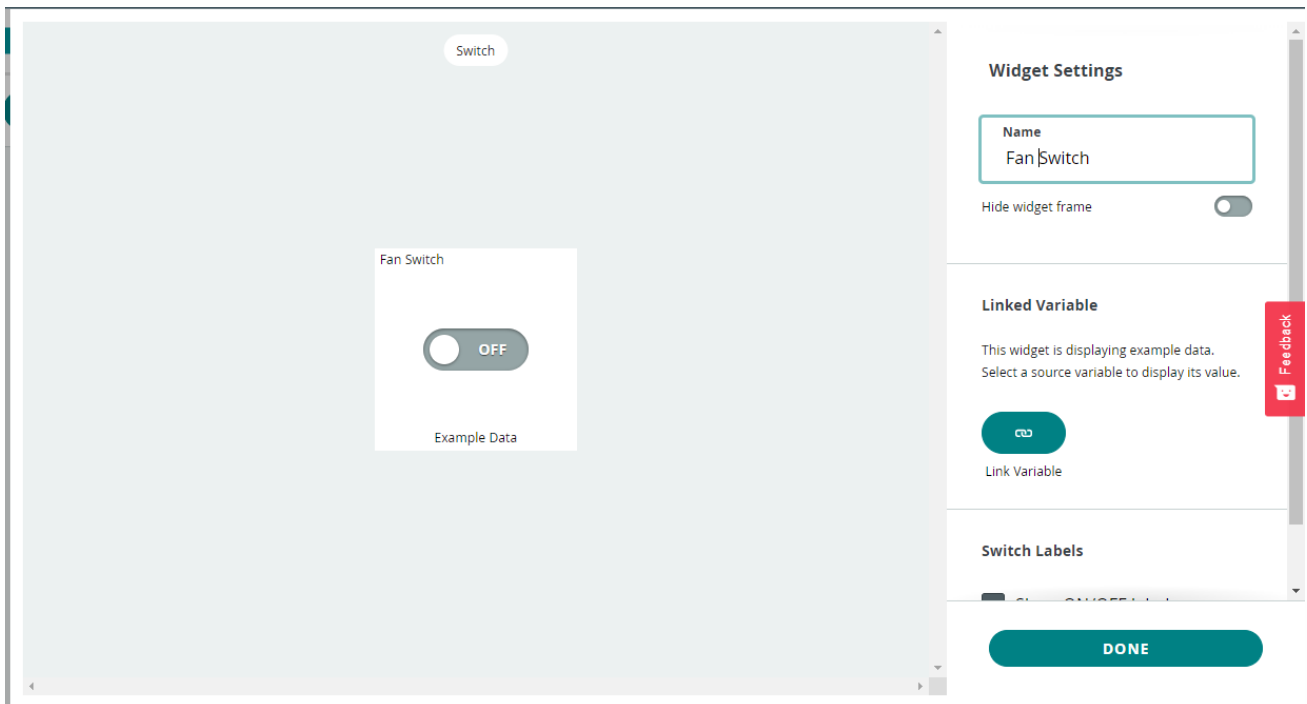 Switch
Fan Switch
OFF
Example Data
Widget Settings
Name
Fan Switch
Hide widget frame
Linked Variable
This widget is displaying example data.
Select a source variable to display its value.
Link Variable
Switch Labels
DONE
Feedback